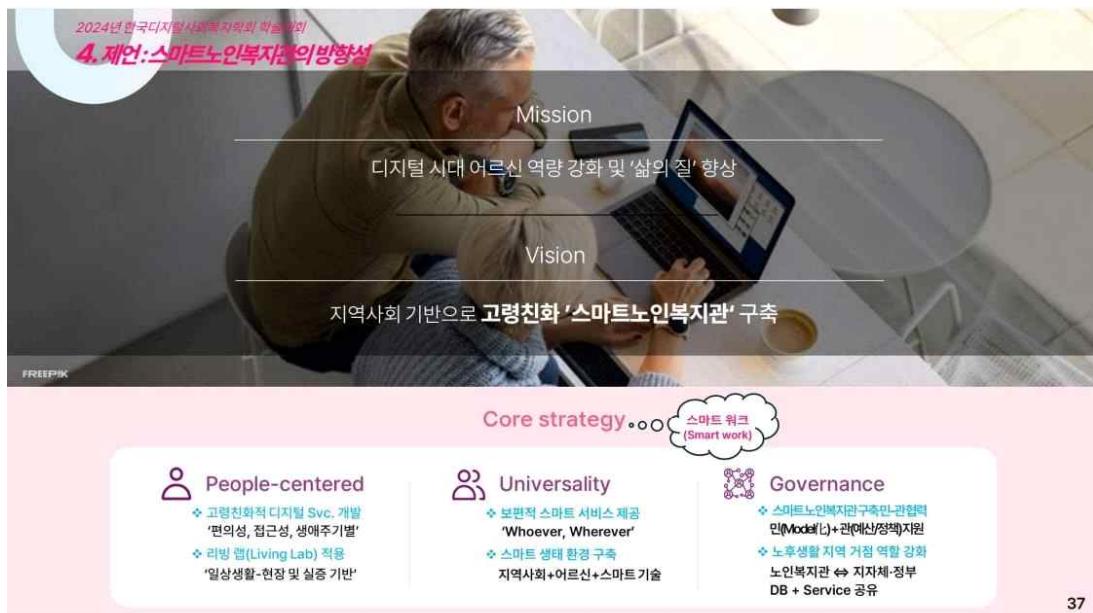 2024년 한국디지털사회복지학회 학술대회
4. 제언 : 스마트노인복지관의 방향성
Mission
디지털 시대 어르신 역량 강화 및 ‘삶의 질’ 향상
Vision
지역사회 기반으로 고령친화 ‘스마트노인복지관‘ 구축
FREEPIK
Core strategy
스마트 워크
(Smart work)
People-centered
❖ 고령친화적 디지털 Svc. 개발
‘편의성, 접근성, 생애주기별’
❖ 리빙 랩(Living Lab) 적용
‘일상생활-현장 및 실증 기반’
Universality
❖ 보편적 스마트 서비스 제공
‘Whoever, Wherever’
❖ 스마트 생태 환경 구축
지역사회+어르신+스마트 기술
Governance
❖ 스마트노인복지관 구축 민–관 협력
민(Model化) + 관(예산/정책)지원
❖ 노후생활 지역 거점 역할 강화
노인복지관 ⇔ 지자체·정부
DB + Service 공유
37